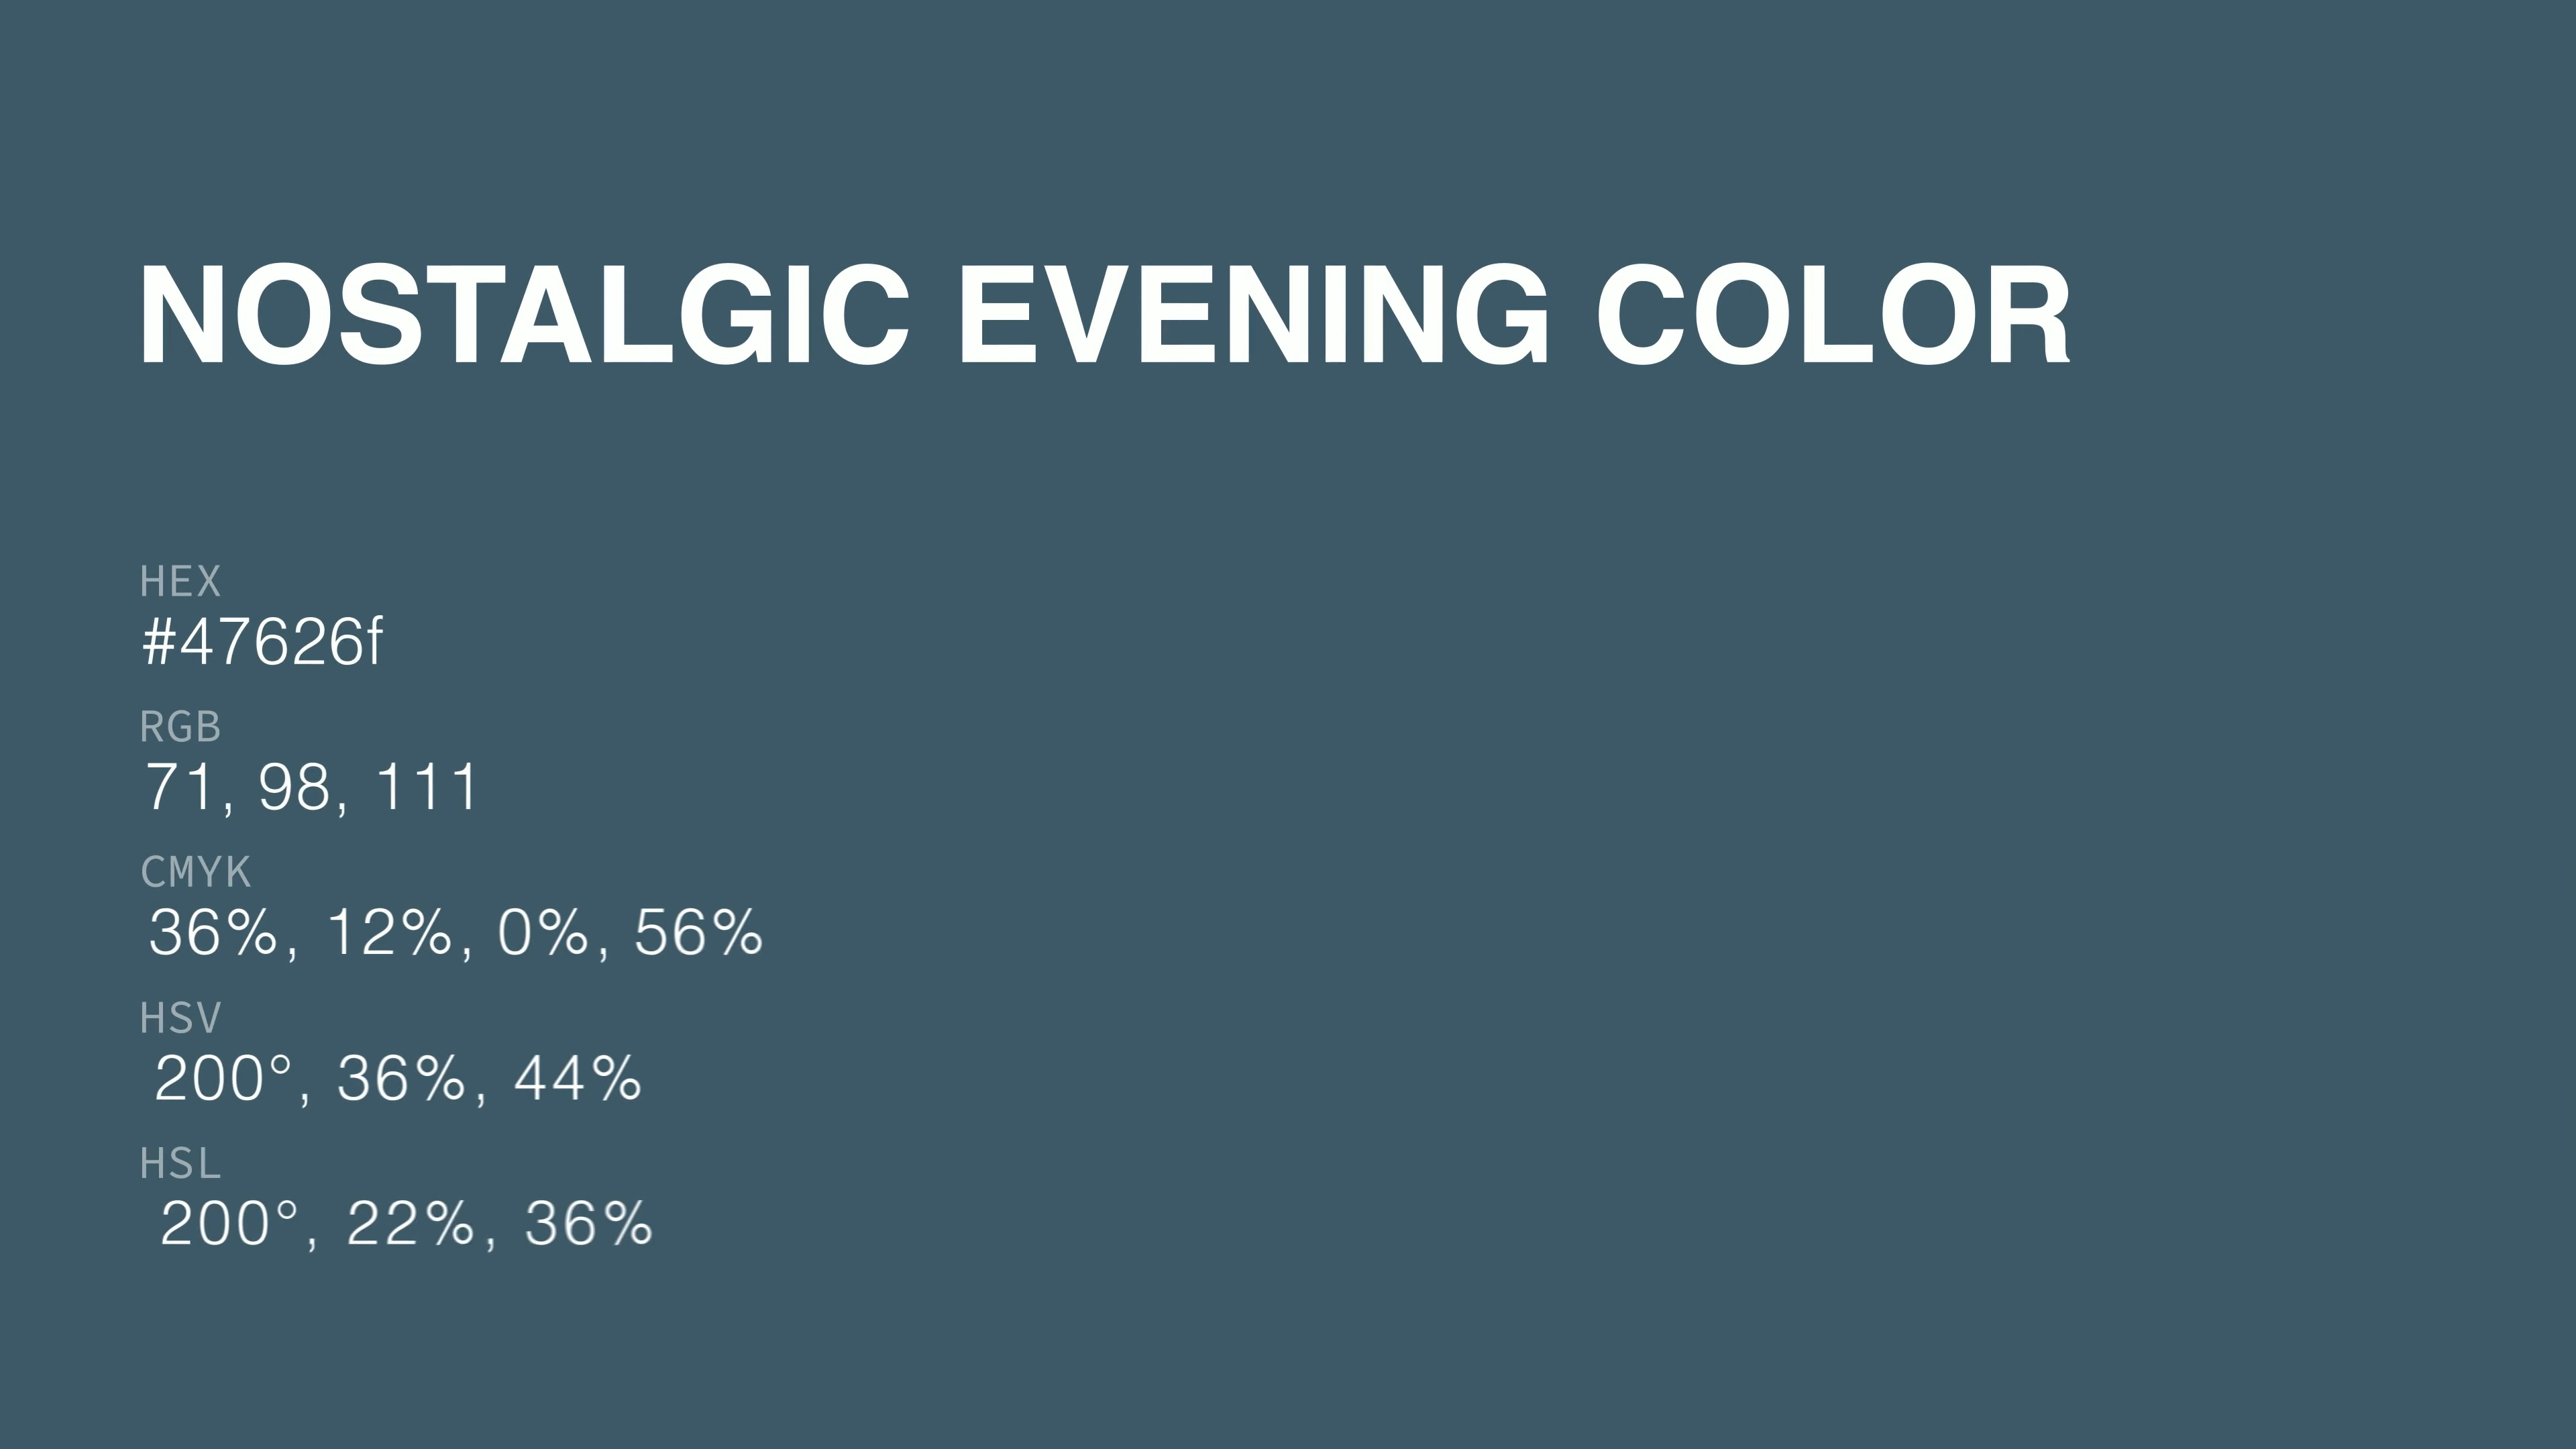 NOSTALGIC EVENING COLOR
HEX
#47626f
RGB
71, 98, 111
CMYK
36%, 12%, 0%, 56%
HSV
200°, 36%, 44%
HSL
200°, 22%, 36%